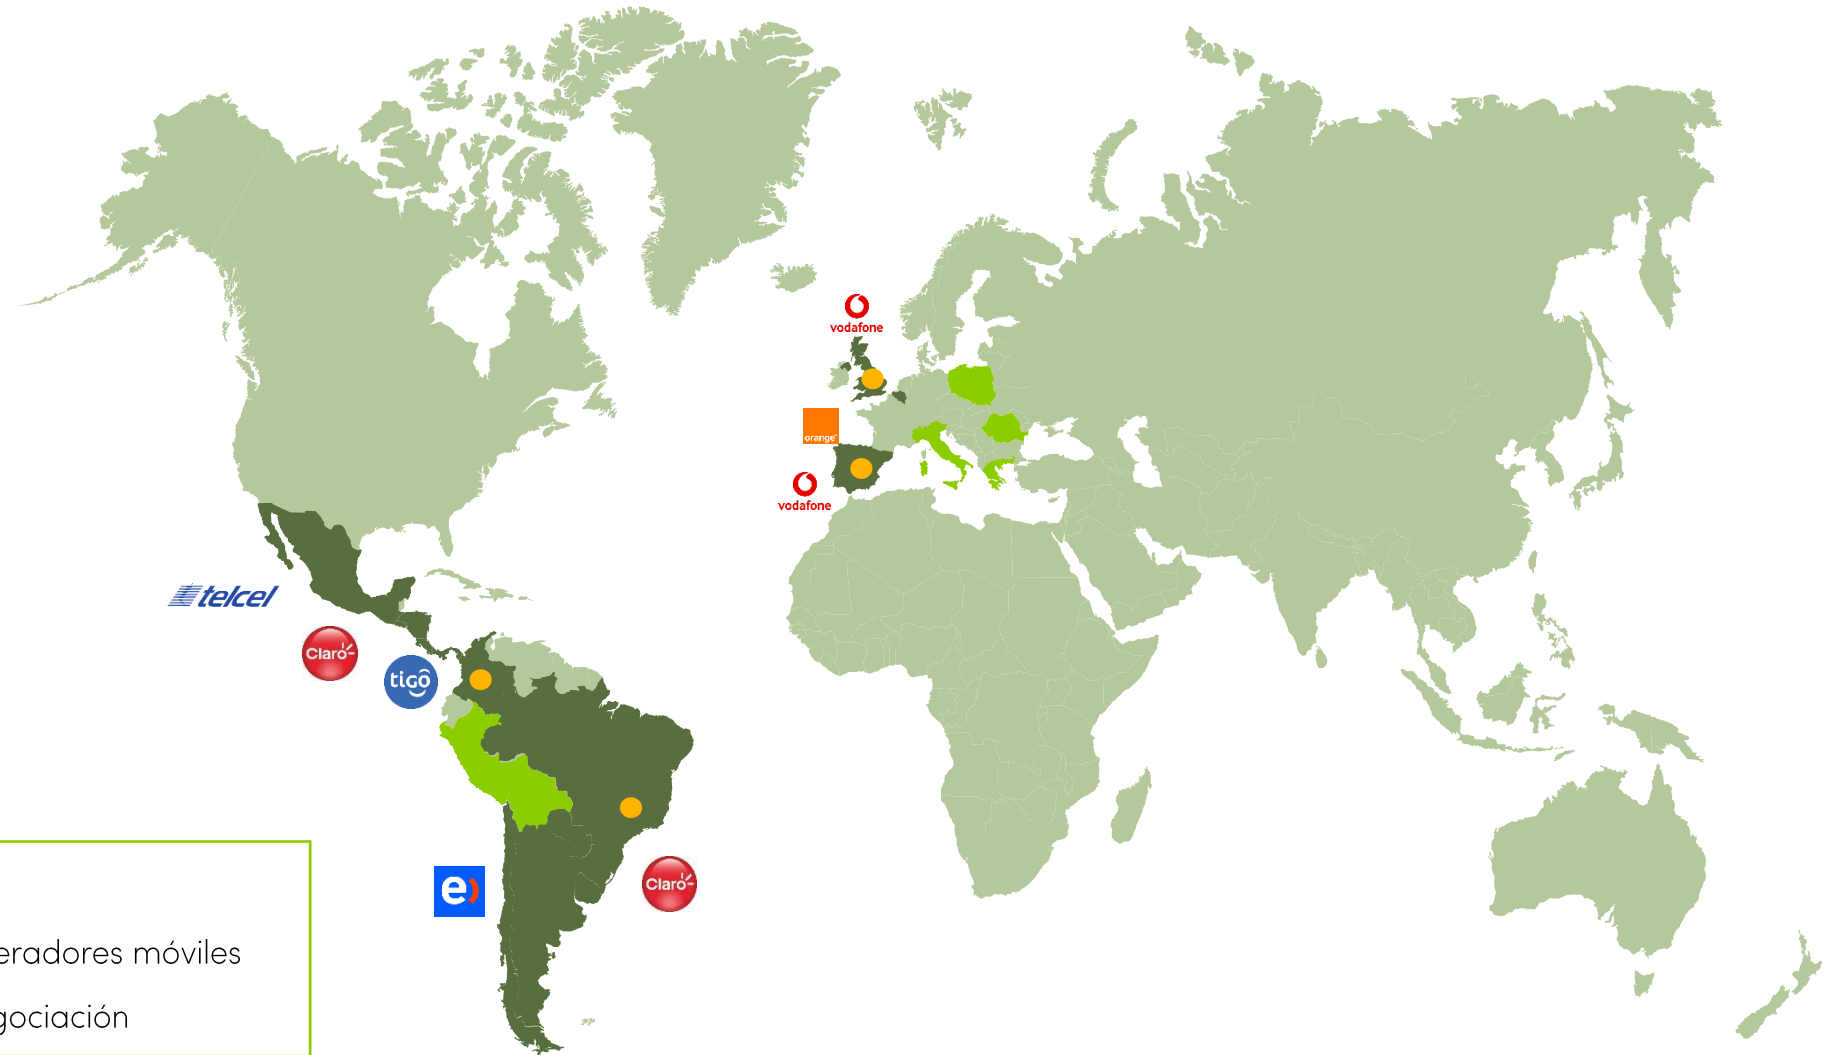 vodafone
orange
vodafone
telcel
Claro
tigo
e)
Claro
eradores móviles
gociación